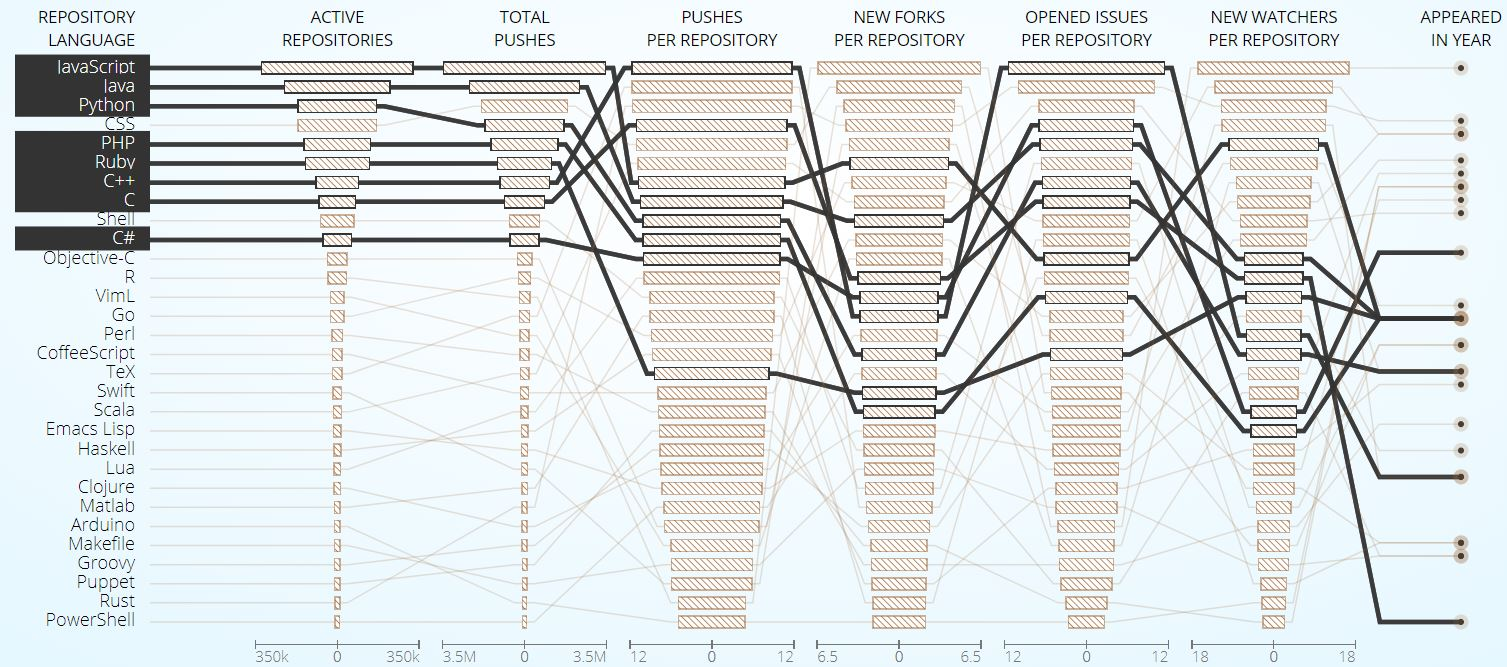 REPOSITORY
LANGUAGE
ACTIVE
REPOSITORIES
TOTAL
PUSHES
PUSHES
PER REPOSITORY
NEW FORKS
PER REPOSITORY
OPENED ISSUES
PER REPOSITORY
NEW WATCHERS
PER REPOSITORY
APPEARED
IN YEAR
JavaScript
Java
Python
CSS
PHP
Ruby
C++
C
Shell
C#
Objective-C
R
VimL
Go
Perl
CoffeeScript
TeX
Swift
Scala
Emacs Lisp
Haskell
Lua
Clojure
Matlab
Arduino
Makefile
Groovy
Puppet
Rust
PowerShell
350k 0 350k 3.5M 0 3.5M 12 0 12 6.5 0 6.5 12 0 12 18 0 18